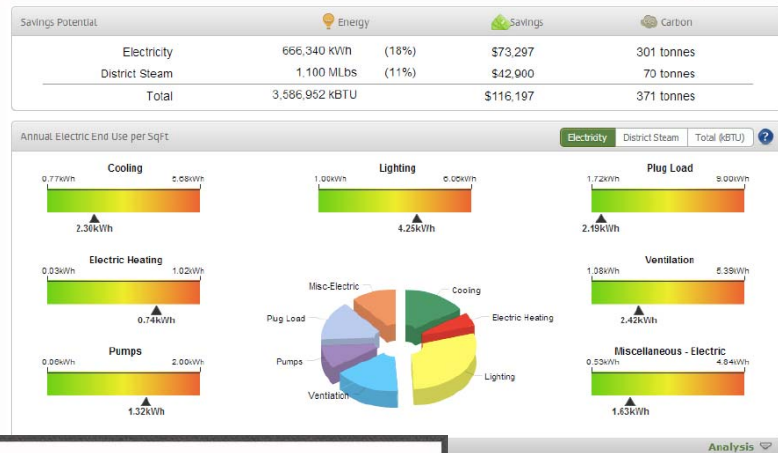 Savings Potential Energy Savings Carbon
Electricity 666,340 kWh (18%) $73,297 301 tonnes
District Steam 1,100 MLbs (11%) $42,900 70 tonnes
Total 3,586,952 kBTU $116,197 371 tonnes
Annual Electric End Use per SqFt Electricity District Steam Total (kBTU) ?
Cooling
0.77kWh 5.68kWh
2.30kWh
Lighting
1.00kWh 6.05kWh
4.25kWh
Plug Load
1.72kWh 9.00kWh
2.19kWh
Electric Heating
0.03kWh 1.02kWh
0.74kWh
Ventilation
1.08kWh 5.39kWh
2.42kWh
Pumps
0.06kWh 2.00kWh
1.32kWh
Miscellaneous - Electric
0.53kWh 4.84kWh
1.63kWh
Misc-Electric
Cooling
Plug Load
Electric Heating
Pumps
Lighting
Ventilation
Analysis